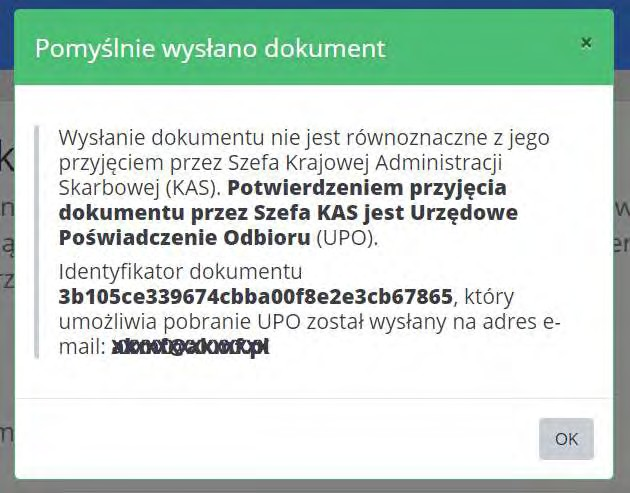 Pomyślnie wysłano dokument
×
Wysłanie dokumentu nie jest równoznaczne z jego
przyjęciem przez Szefa Krajowej Administracji
Skarbowej (KAS). Potwierdzeniem przyjęcia
dokumentu przez Szefa KAS jest Urzędowe
Poświadczenie Odbioru (UPO).
Identyfikator dokumentu
3b105ce339674cbba00f8e2e3cb67865, który
umożliwia pobranie UPO został wysłany na adres e-
mail:
OK